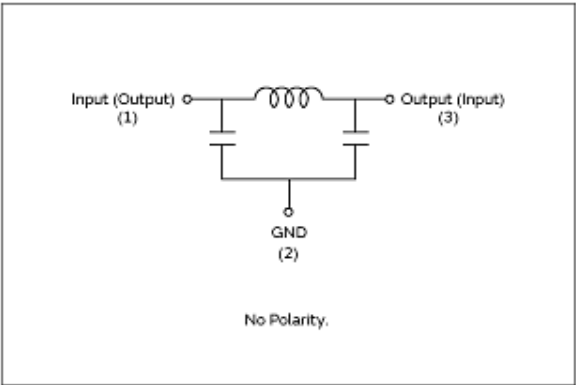 Input (Output)
(1)
Output (Input)
(3)
GND
(2)
No Polarity.